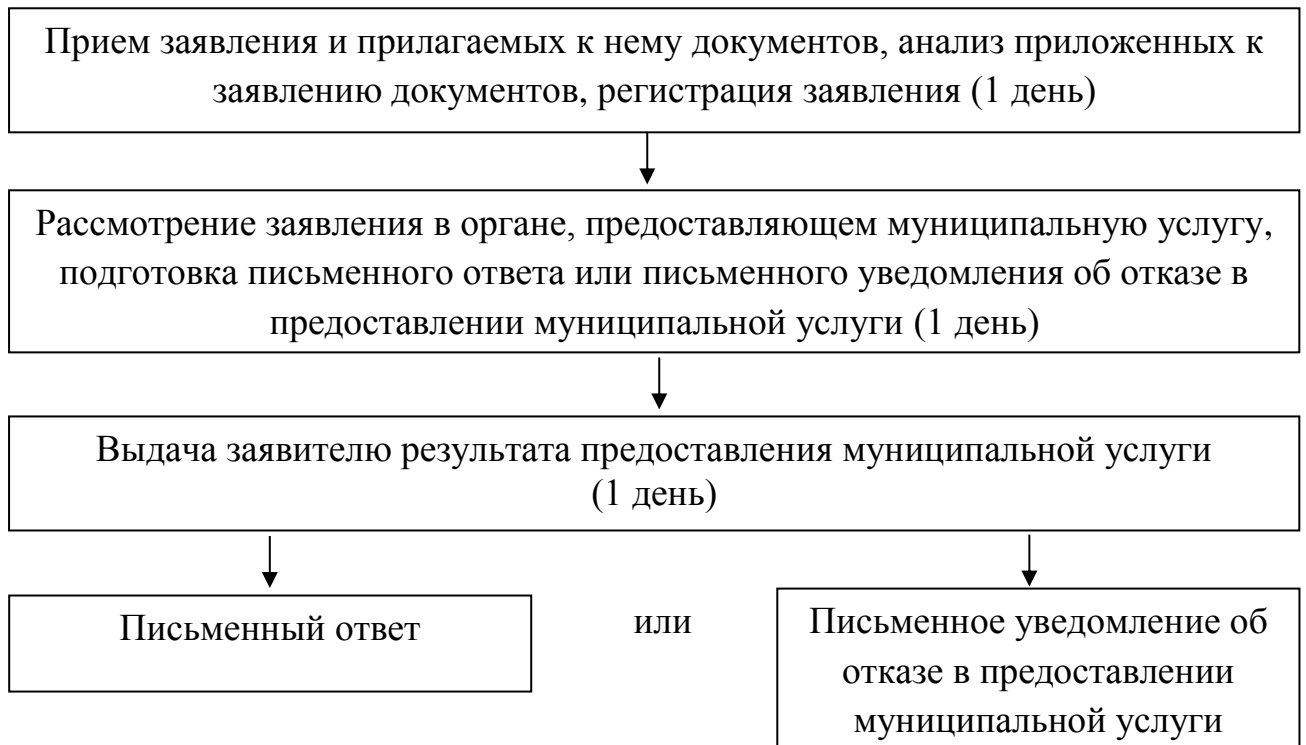 Прием заявления и прилагаемых к нему документов, анализ приложенных к
заявлению документов, регистрация заявления (1 день)
Рассмотрение заявления в органе, предоставляющем муниципальную услугу,
подготовка письменного ответа или письменного уведомления об отказе в
предоставлении муниципальной услуги (1 день)
Выдача заявителю результата предоставления муниципальной услуги
(1 день)
Письменный ответ
или
Письменное уведомление об
отказе в предоставлении
муниципальной услуги